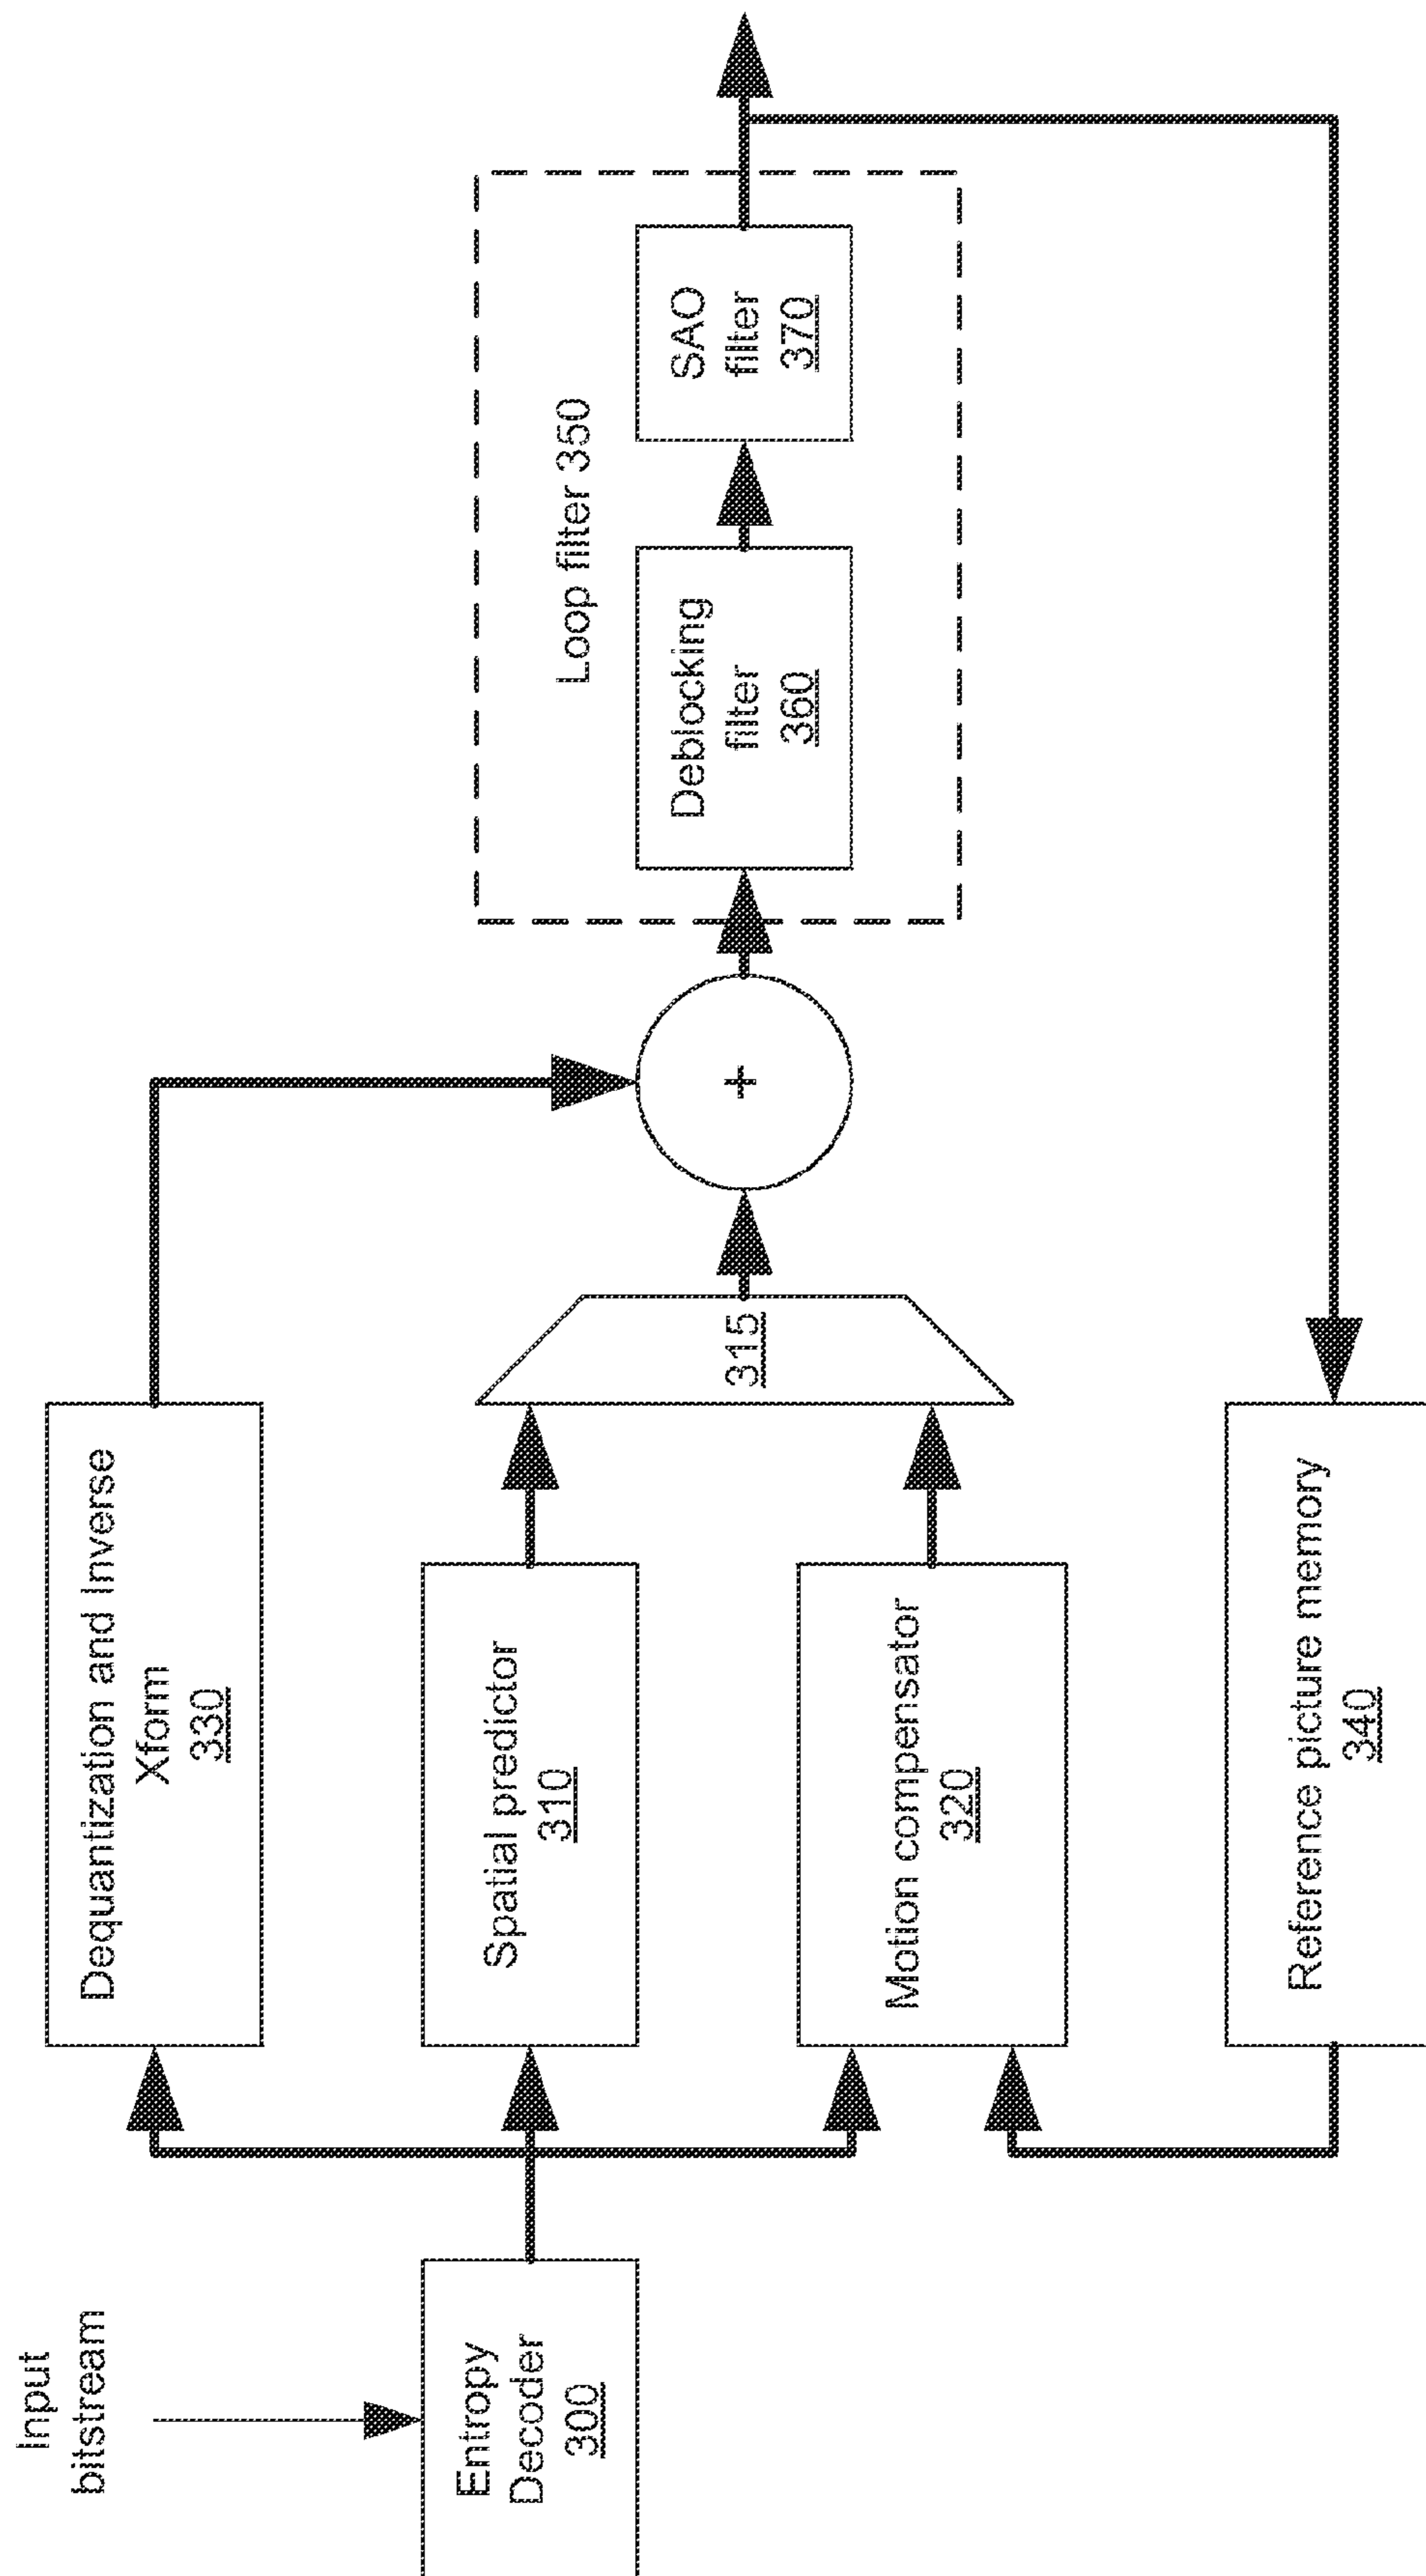 Input
bitstream
Entropy
Decoder
300
Dequantization and Inverse
Xform
330
Spatial predictor
310
Motion compensator
320
Reference picture memory
340
315
+
Loop filter 350
Deblocking
filter
360
SAO
filter
370